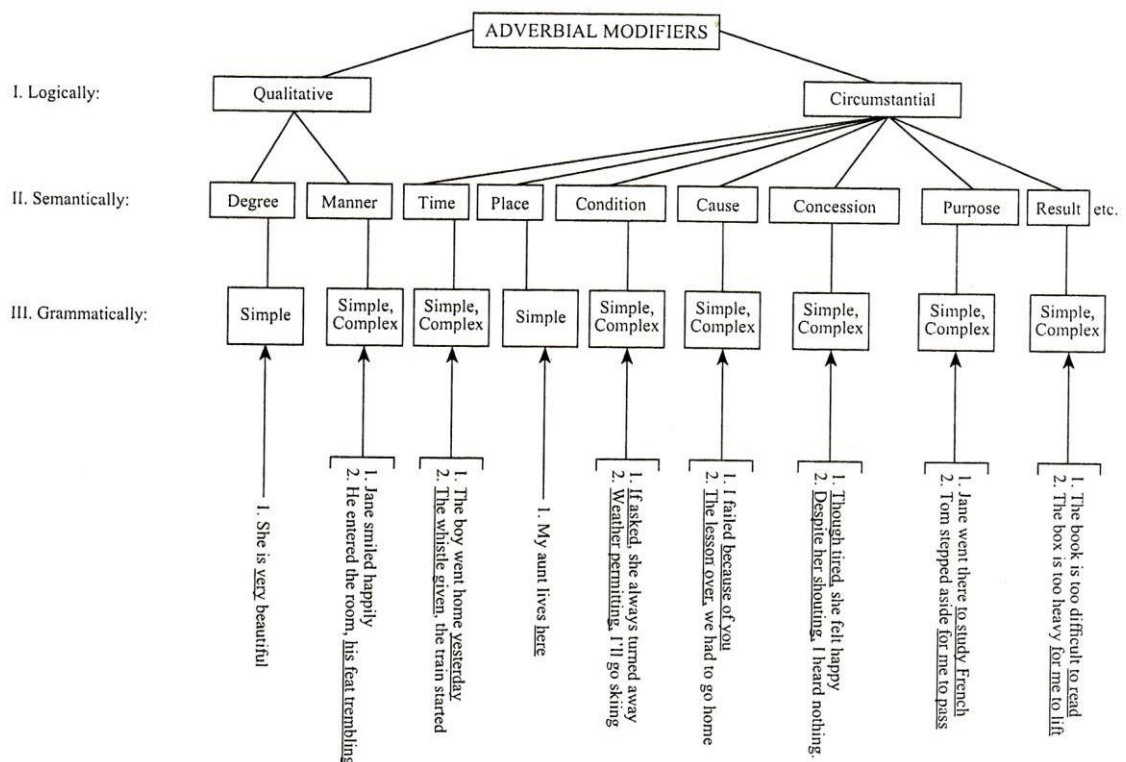 ADVERBIAL MODIFIERS
I. Logically:
Qualitative
Circumstantial
II. Semantically:
Degree
Manner
Time
Place
Condition
Cause
Concession
Purpose
Result
etc.
III. Grammatically:
Simple
Simple,
Complex
Simple,
Complex
Simple
Simple,
Complex
Simple,
Complex
Simple,
Complex
Simple,
Complex
Simple,
Complex
1. She is very beautiful
1. Jane smiled happily
2. He entered the room, his feat trembling
1. The boy went home yesterday
2. The whistle given, the train started
1. My aunt lives here
1. If asked, she always turned away
2. Weather permitting, I'll go skiing
1. I failed because of you
2. The lesson over, we had to go home
1. Though tired, she felt happy
2. Despite her shouting, I heard nothing.
1. Jane went there to study French
2. Tom stepped aside for me to pass
1. The book is too difficult to read
2. The box is too heavy for me to lift